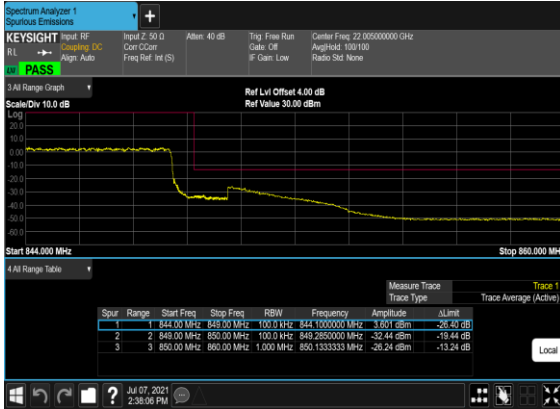 Spectrum Analyzer 1
Spurious Emissions
+
KEYSIGHT Input: RF Input Z: 50 Ω Atten: 40 dB Trig: Free Run Center Freq: 22.005000000 GHz
RL Coupling: DC Corr CCorr Gate: Off Avg|Hold: 100/100
Align: Auto Freq Ref: Int (S) IF Gain: Low Radio Std: None
PASS
3 All Range Graph
Ref Lvl Offset 4.00 dB
Scale/Div 10.0 dB Ref Value 30.00 dBm
Log
20.0
10.0
0.00
-10.0
-20.0
-30.0
-40.0
-50.0
-60.0
Start 844.000 MHz Stop 860.000 MH
4 All Range Table
Measure Trace Trace 1
Trace Type Trace Average (Active)
Spur Range Start Freq Stop Freq RBW Frequency Amplitude ΔLimit
1 1 844.00 MHz 849.00 MHz 100.0 kHz 844.1000000 MHz 3.601 dBm -26.40 dB
2 2 849.00 MHz 850.00 MHz 100.0 kHz 849.2850000 MHz -32.44 dBm -19.44 dB
3 3 850.00 MHz 860.00 MHz 1.000 MHz 850.1333333 MHz -26.24 dBm -13.24 dB
Local
? Jul 07, 2021
2:38:06 PM